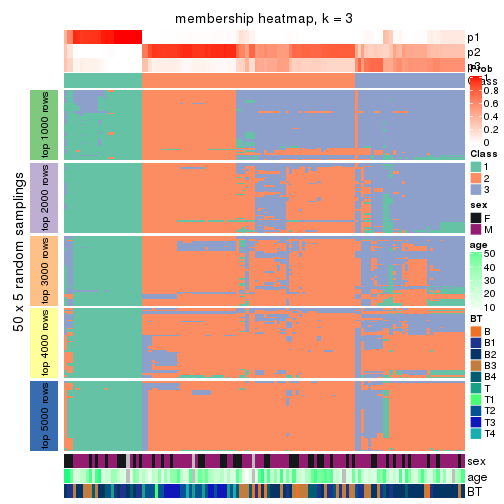 membership heatmap, k = 3
p1
p2
p3
Class
50 x 5 random samplings
top 1000 rows
top 2000 rows
top 3000 rows
top 4000 rows
top 5000 rows
sex
age
BT
Prob
1
0.8
0.6
0.4
0.2
0
Class
1
2
3
sex
F
M
age
50
40
30
20
10
BT
B
B1
B2
B3
B4
T
T1
T2
T3
T4